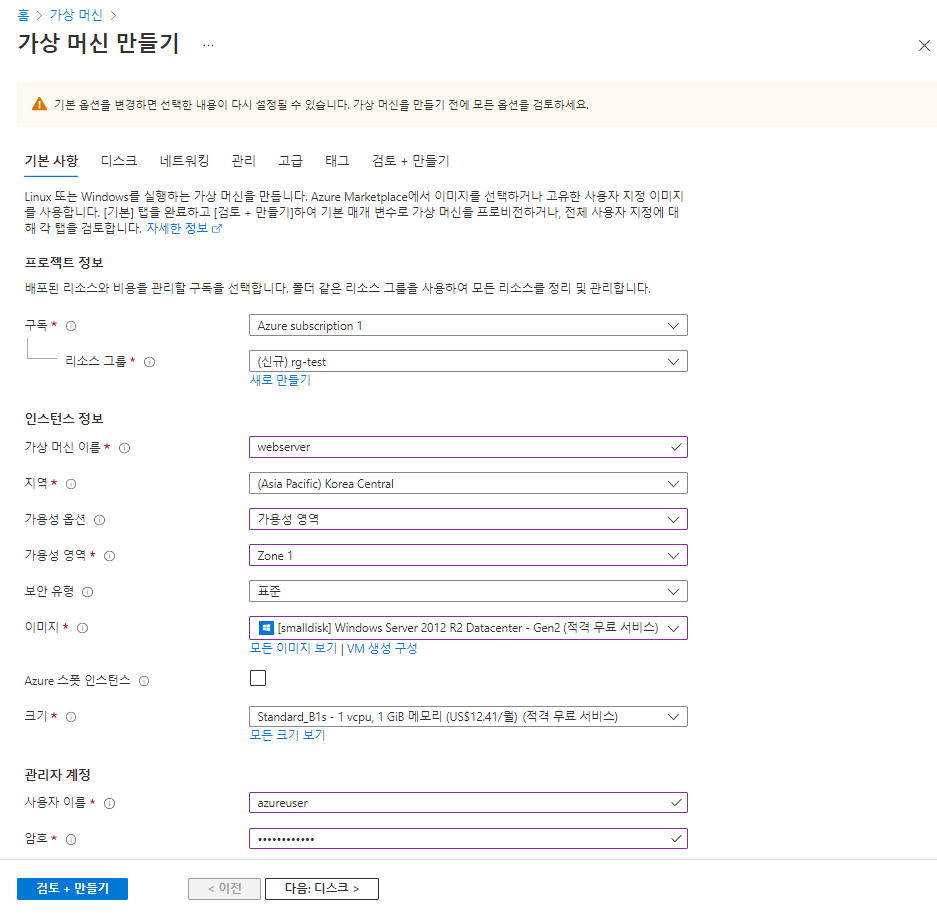 홈 > 가상 머신 >
가상 머신 만들기 ...
기본 옵션을 변경하면 선택한 내용이 다시 설정될 수 있습니다. 가상 머신을 만들기 전에 모든 옵션을 검토하세요.
기본 사항 디스크 네트워킹 관리 고급 태그 검토 + 만들기
Linux 또는 Windows를 실행하는 가상 머신을 만듭니다. Azure Marketplace에서 이미지를 선택하거나 고유한 사용자 지정 이미지
를 사용합니다. [기본] 탭을 완료하고 [검토 + 만들기]하여 기본 매개 변수로 가상 머신을 프로비전하거나, 전체 사용자 지정에 대
해 각 탭을 검토합니다. 자세한 정보
프로젝트 정보
배포된 리소스와 비용을 관리할 구독을 선택합니다. 폴더 같은 리소스 그룹을 사용하여 모든 리소스를 정리 및 관리합니다.
구독 * Azure subscription 1
리소스 그룹 * (신규) rg-test
새로 만들기
인스턴스 정보
가상 머신 이름 * webserver
지역 * (Asia Pacific) Korea Central
가용성 옵션 가용성 영역
가용성 영역 * Zone 1
보안 유형 표준
이미지 * [smalldisk] Windows Server 2012 R2 Datacenter - Gen2 (적격 무료 서비스)
모든 이미지 보기 | VM 생성 구성
Azure 스폿 인스턴스
크기 * Standard_B1s - 1 vcpu, 1 GiB 메모리 (US$12.41/월) (적격 무료 서비스)
모든 크기 보기
관리자 계정
사용자 이름 * azureuser
암호 * ••••••••••••
검토 + 만들기 < 이전 다음: 디스크 >